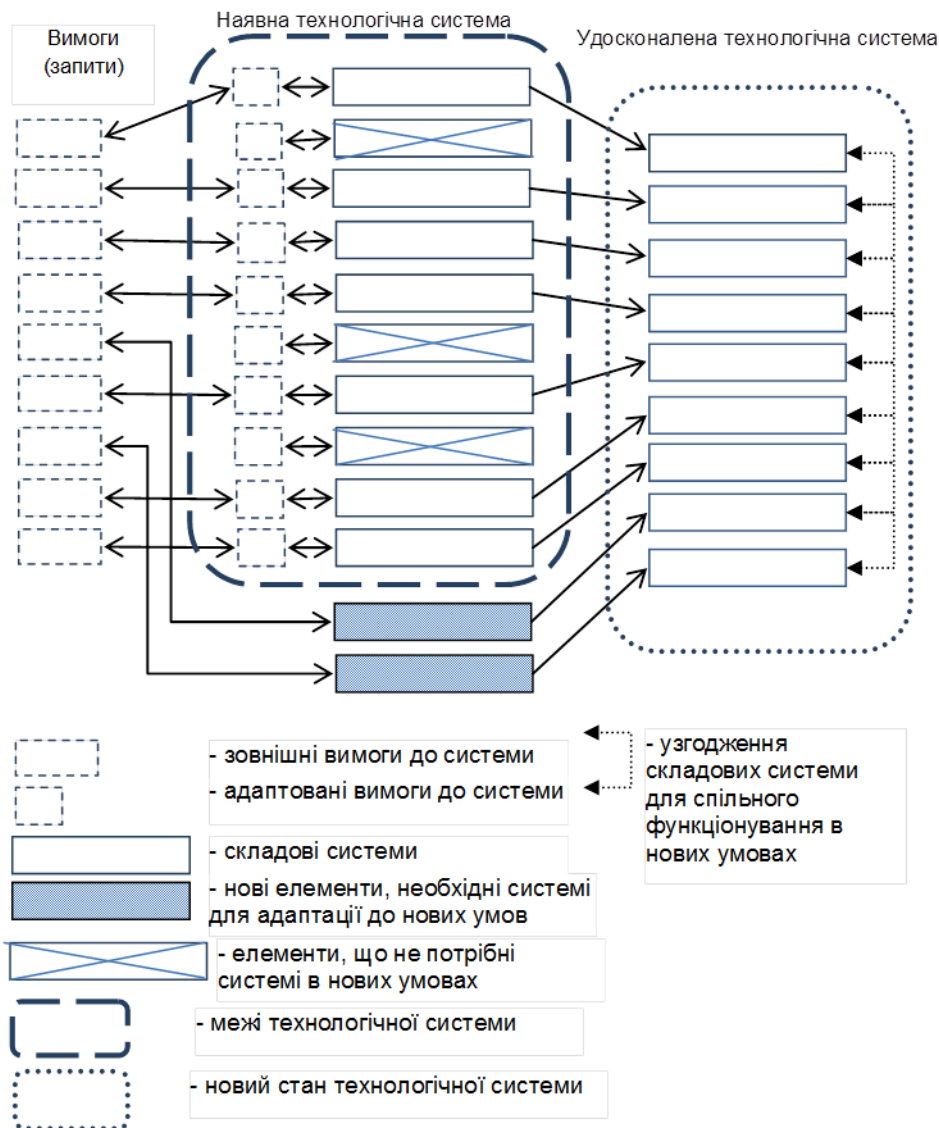 Наявна технологічна система
Вимоги
(запити)
Удосконалена технологічна система
- зовнішні вимоги до системи
- адаптовані вимоги до системи
- складові системи
- нові елементи, необхідні системі
для адаптації до нових умов
- елементи, що не потрібні
системі в нових умовах
- межі технологічної системи
- новий стан технологічної системи
- узгодження
складових системи
для спільного
функціонування в
нових умовах